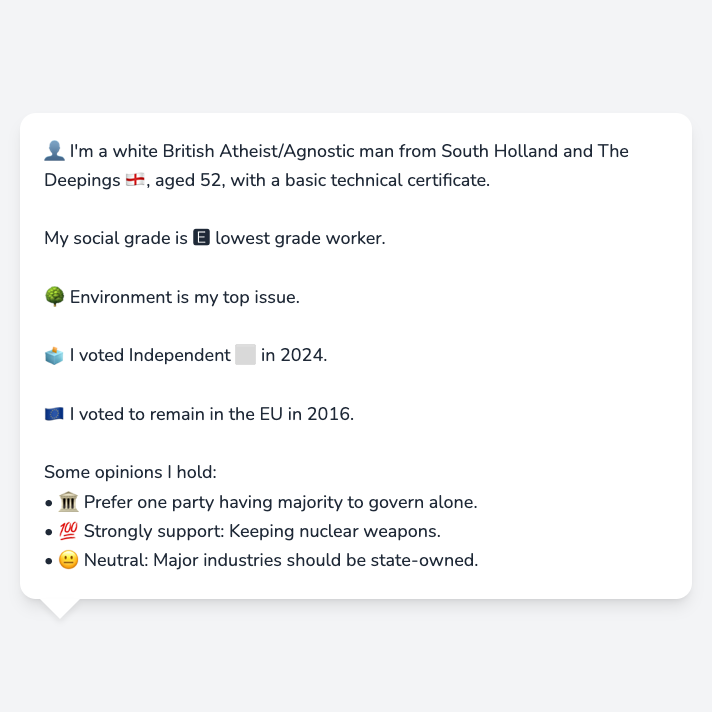 👤 I'm a white British Atheist/Agnostic man from South Holland and The
Deepings 🏴󠁧󠁢󠁥󠁮󠁧󠁿, aged 52, with a basic technical certificate.
My social grade is 🅴 lowest grade worker.
🌳 Environment is my top issue.
🗳️ I voted Independent ⬜ in 2024.
🇪🇺 I voted to remain in the EU in 2016.
Some opinions I hold:
• 🏛️ Prefer one party having majority to govern alone.
• 💯 Strongly support: Keeping nuclear weapons.
• 😐 Neutral: Major industries should be state-owned.